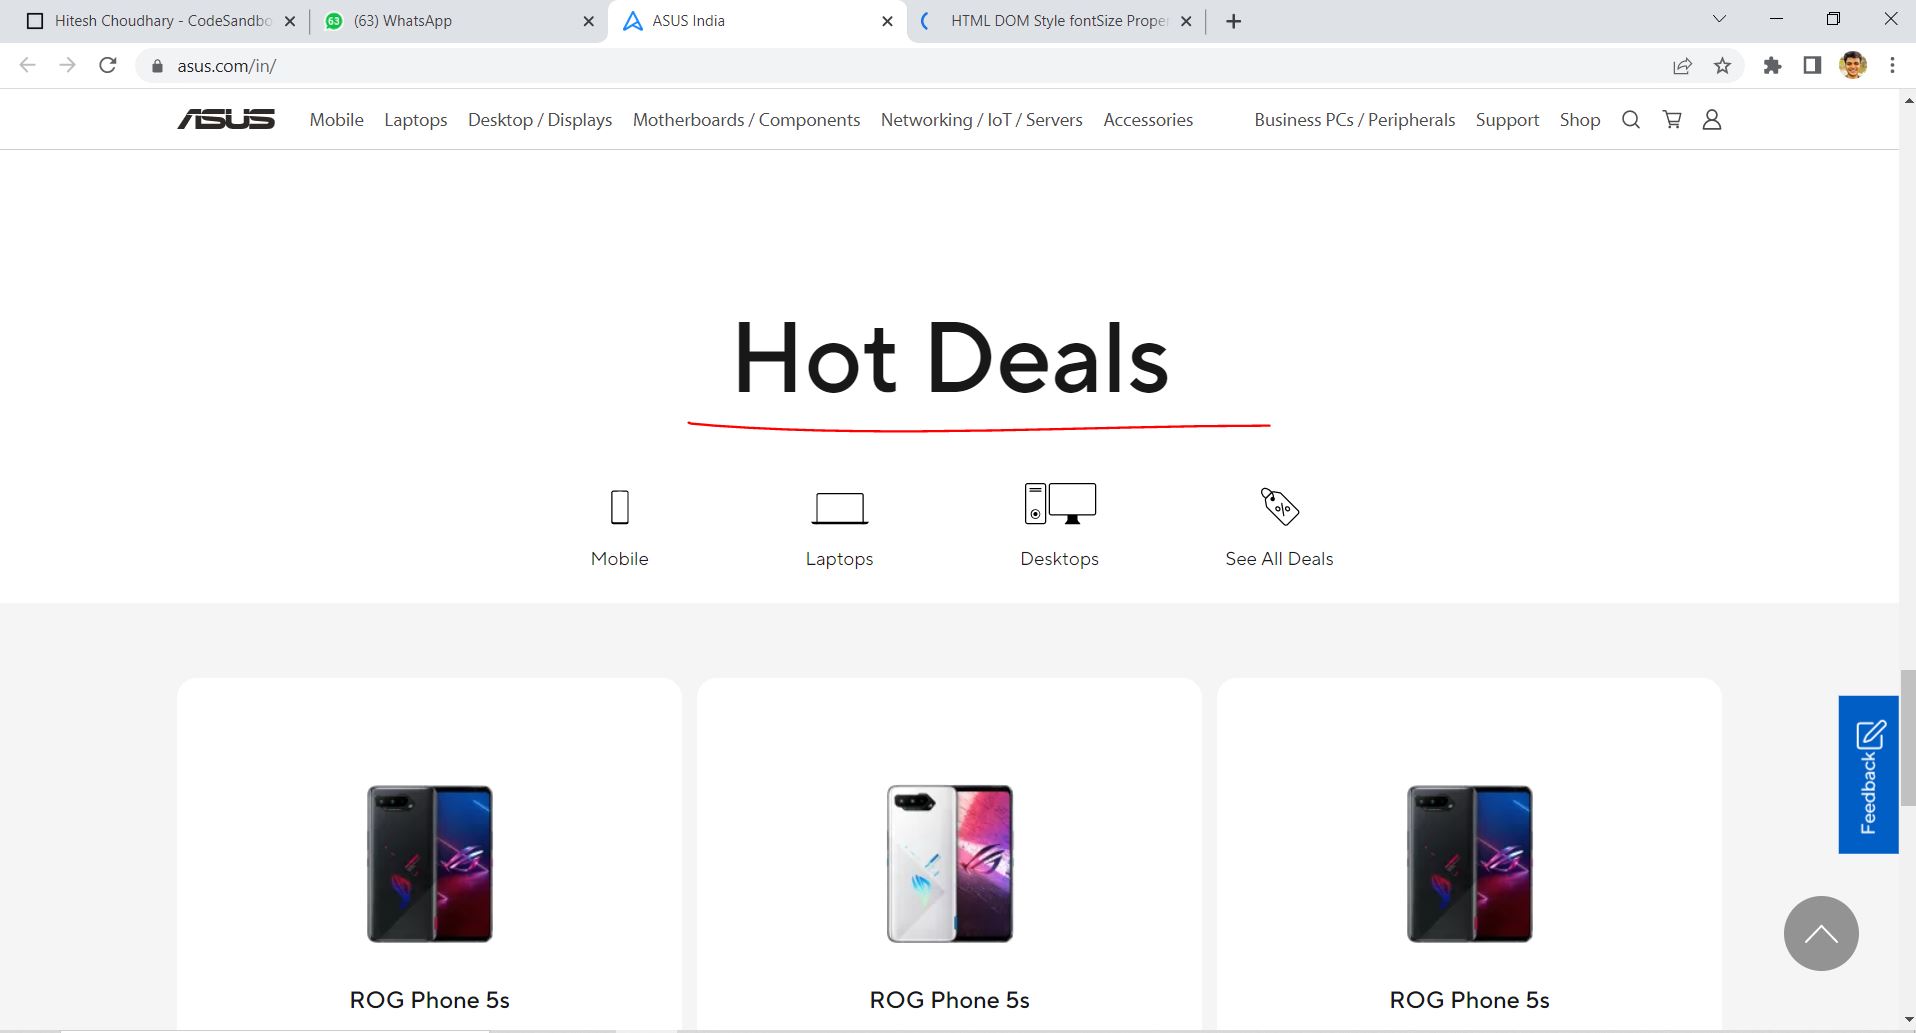 Hitesh Choudhary - CodeSandbo
63
(63) WhatsApp
ASUS India
HTML DOM Style fontSize Proper
asus.com/in/
ASUS
Mobile
Laptops
Desktop / Displays
Motherboards / Components
Networking / IoT / Servers
Accessories
Business PCs / Peripherals
Support
Shop
Hot Deals
Mobile
Laptops
Desktops
See All Deals
Feedback
ROG Phone 5s
ROG Phone 5s
ROG Phone 5s